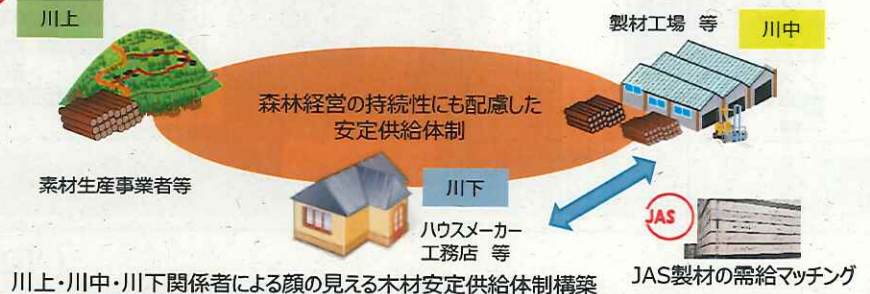 川上
製材工場 等
川中
森林経営の持続性にも配慮した
安定供給体制
素材生産事業者等
川下
ハウスメーカー
工務店 等
JAS
川上・川中・川下関係者による顔の見える木材安定供給体制構築
JAS製材の需給マッチング